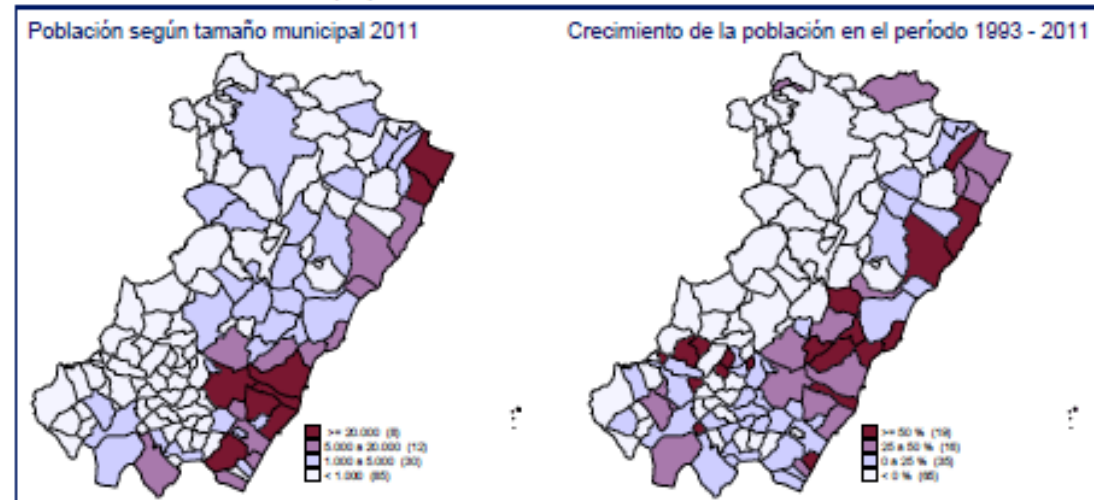 Población según tamaño municipal 2011
Crecimiento de la población en el período 1993 - 2011
>= 20.000 (8)
5.000 a 20.000 (12)
1.000 a 5.000 (30)
< 1.000 (85)
>= 50 % (19)
25 a 50 % (16)
0 a 25 % (35)
< 0 % (65)